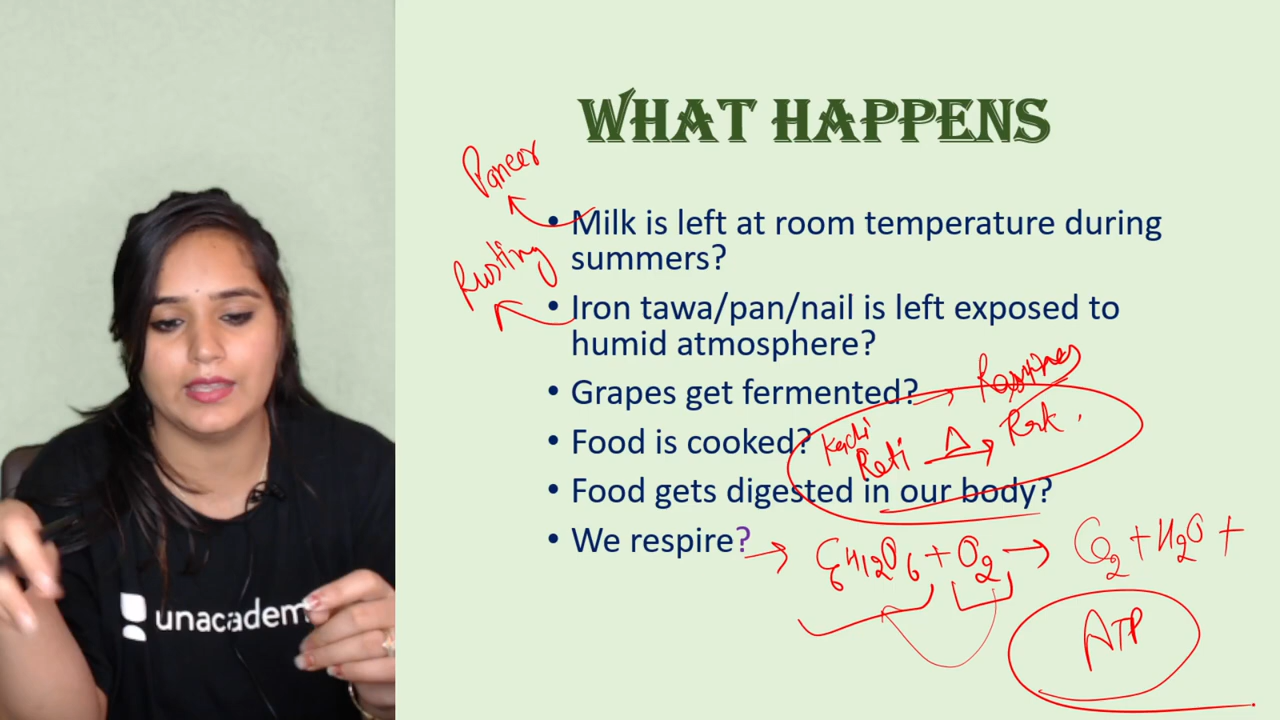 WHAT HAPPENS
Paneer
• Milk is left at room temperature during
summers?
Rusting
• Iron tawa/pan/nail is left exposed to
humid atmosphere?
• Grapes get fermented? →
• Food is cooked?
Kachi
Roti Δ→
• Food gets digested in our body?
• We respire? → C6H12O6 + O2 → CO2 + H2O +
ATP
unacadem